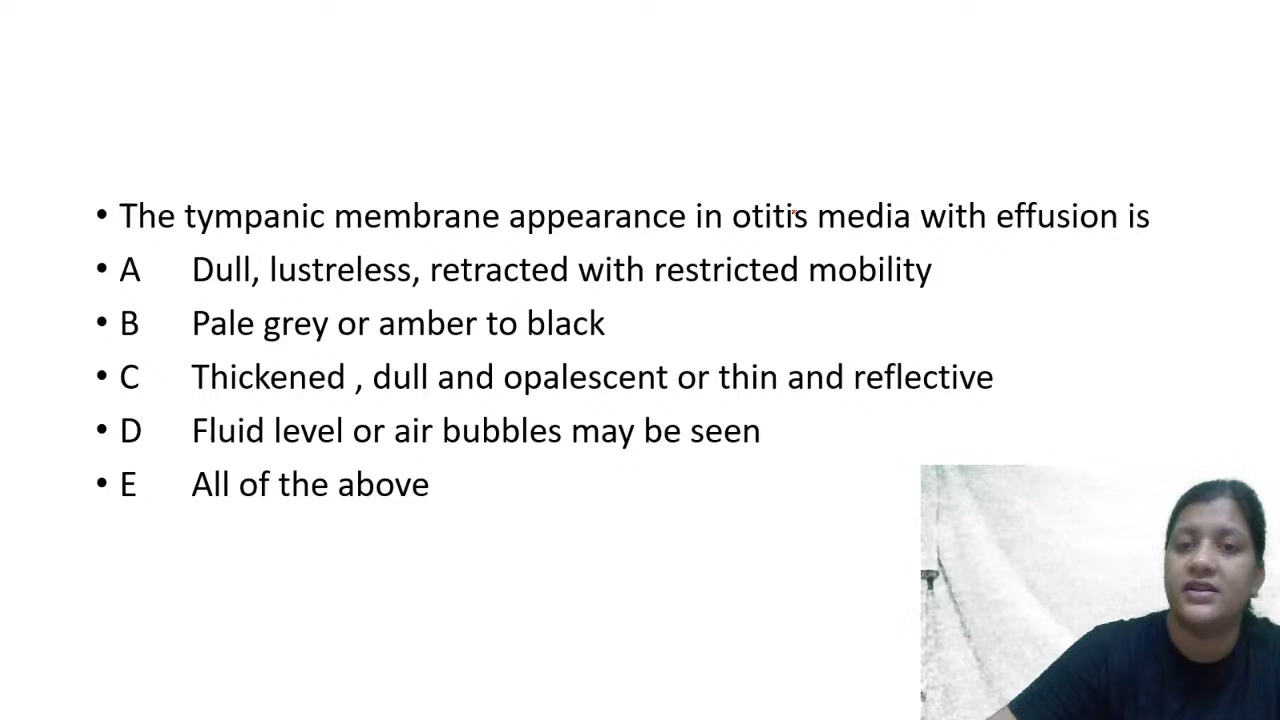 • The tympanic membrane appearance in otitis media with effusion is
• A Dull, lustreless, retracted with restricted mobility
• B Pale grey or amber to black
• C Thickened , dull and opalescent or thin and reflective
• D Fluid level or air bubbles may be seen
• E All of the above